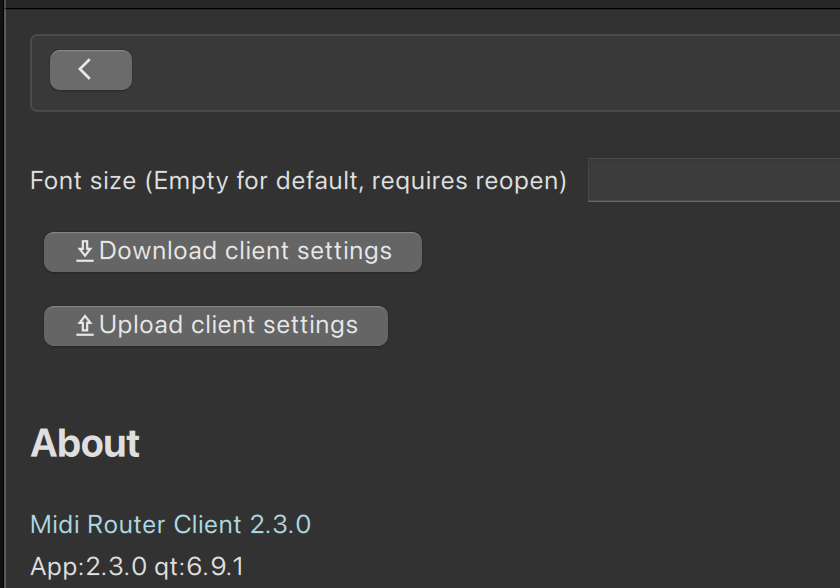 Font size (Empty for default, requires reopen)
Download client settings
Upload client settings
About
Midi Router Client 2.3.0
App:2.3.0 qt:6.9.1